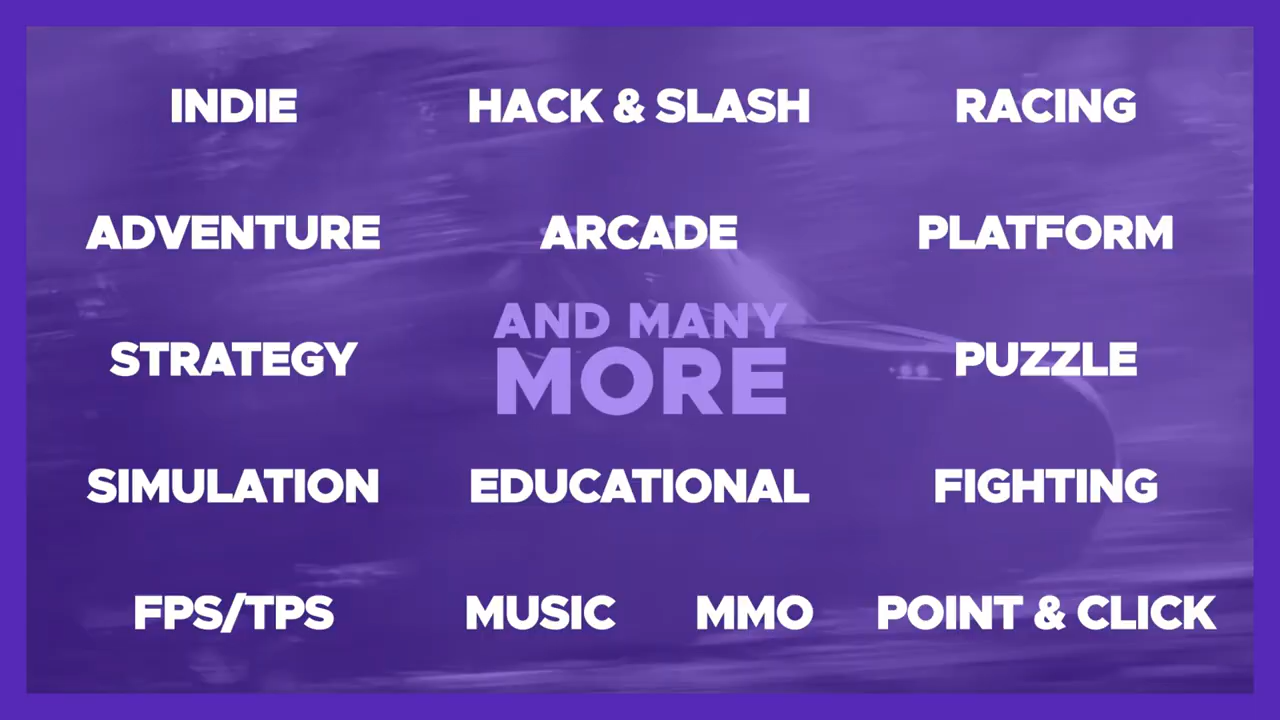 INDIE
HACK & SLASH
RACING
ADVENTURE
ARCADE
PLATFORM
STRATEGY
AND MANY
MORE
PUZZLE
SIMULATION
EDUCATIONAL
FIGHTING
FPS/TPS
MUSIC
MMO
POINT & CLICK